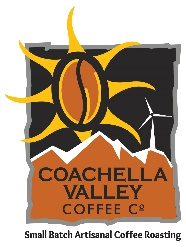 COACHELLA
VALLEY
COFFEE Cº
Small Batch Artisanal Coffee Roasting